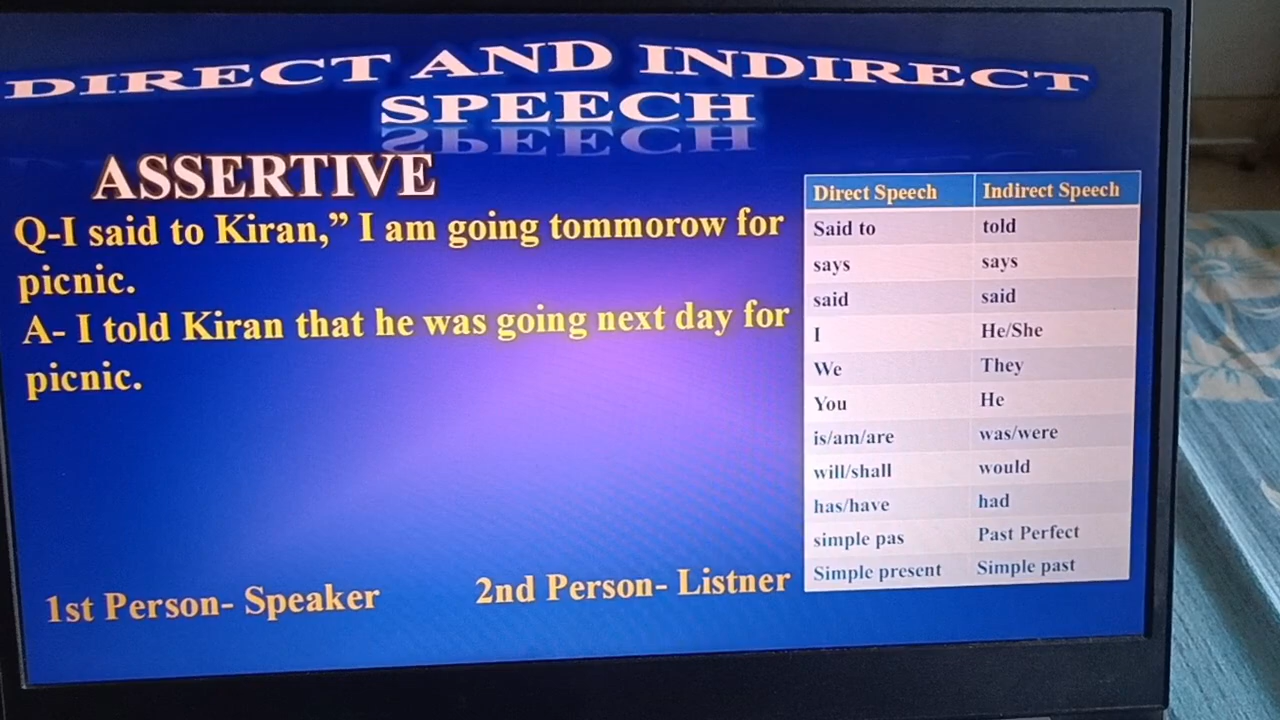 DIRECT AND INDIRECT
SPEECH
ASSERTIVE
Q-I said to Kiran,” I am going tommorow for
picnic.
A- I told Kiran that he was going next day for
picnic.
1st Person- Speaker
2nd Person- Listner
Direct Speech Indirect Speech
Said to told
says says
said said
I He/She
We They
You He
is/am/are was/were
will/shall would
has/have had
simple pas Past Perfect
Simple present Simple past